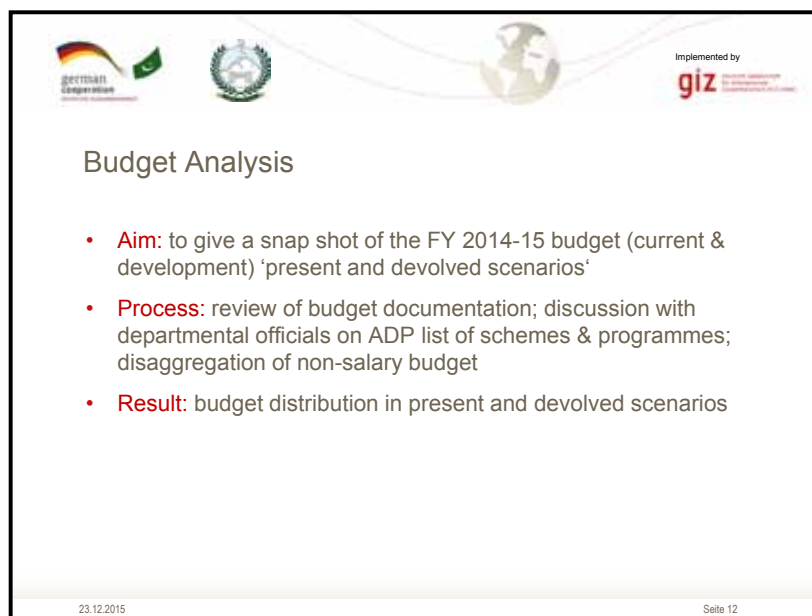 Implemented by
german
cooperation
giz
Budget Analysis
• Aim: to give a snap shot of the FY 2014-15 budget (current &
development) ‘present and devolved scenarios‘
• Process: review of budget documentation; discussion with
departmental officials on ADP list of schemes & programmes;
disaggregation of non-salary budget
• Result: budget distribution in present and devolved scenarios
23.12.2015
Seite 12